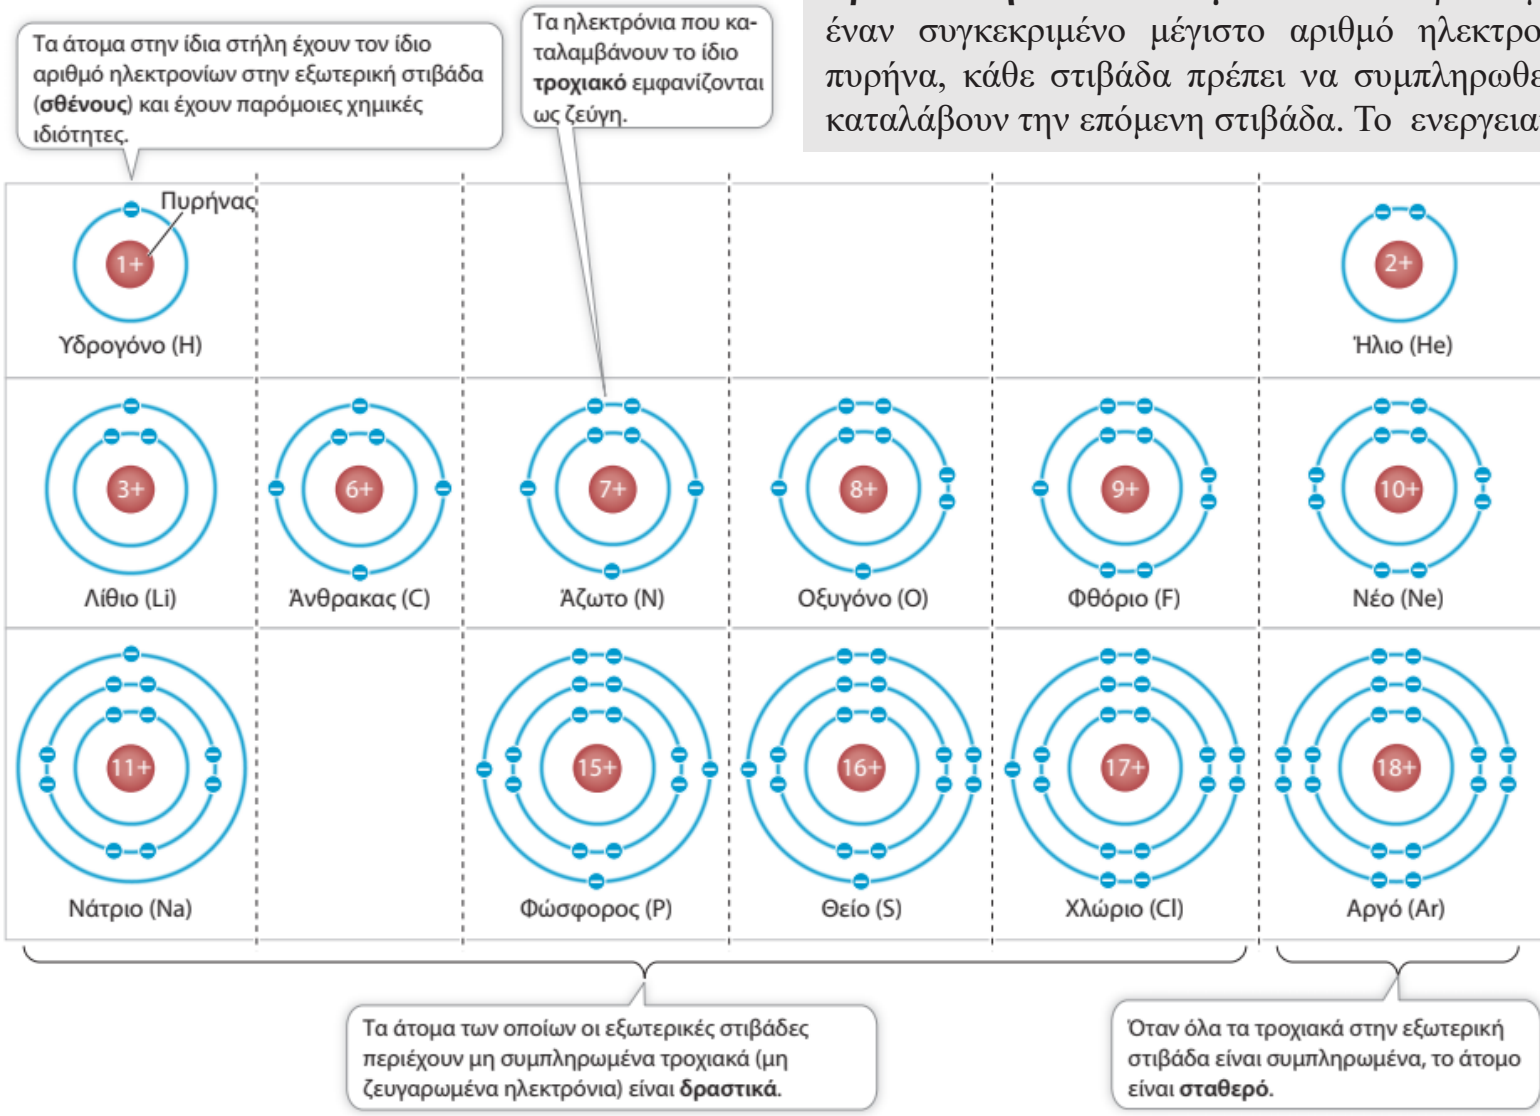 έναν συγκεκριμένο μέγιστο αριθμό ηλεκτρο
πυρήνα, κάθε στιβάδα πρέπει να συμπληρωθε
καταλάβουν την επόμενη στιβάδα. Το ενεργεια
Τα άτομα στην ίδια στήλη έχουν τον ίδιο
αριθμό ηλεκτρονίων στην εξωτερική στιβάδα
(σθένους) και έχουν παρόμοιες χημικές
ιδιότητες.
Τα ηλεκτρόνια που κα-
ταλαμβάνουν το ίδιο
τροχιακό εμφανίζονται
ως ζεύγη.
Πυρήνας
1+
2+
Υδρογόνο (H)
Ήλιο (He)
3+
6+
7+
8+
9+
10+
Λίθιο (Li)
Άνθρακας (C)
Άζωτο (N)
Οξυγόνο (O)
Φθόριο (F)
Νέο (Ne)
11+
15+
16+
17+
18+
Νάτριο (Na)
Φώσφορος (P)
Θείο (S)
Χλώριο (Cl)
Αργό (Ar)
Τα άτομα των οποίων οι εξωτερικές στιβάδες
περιέχουν μη συμπληρωμένα τροχιακά (μη
ζευγαρωμένα ηλεκτρόνια) είναι δραστικά.
Όταν όλα τα τροχιακά στην εξωτερική
στιβάδα είναι συμπληρωμένα, το άτομο
είναι σταθερό.